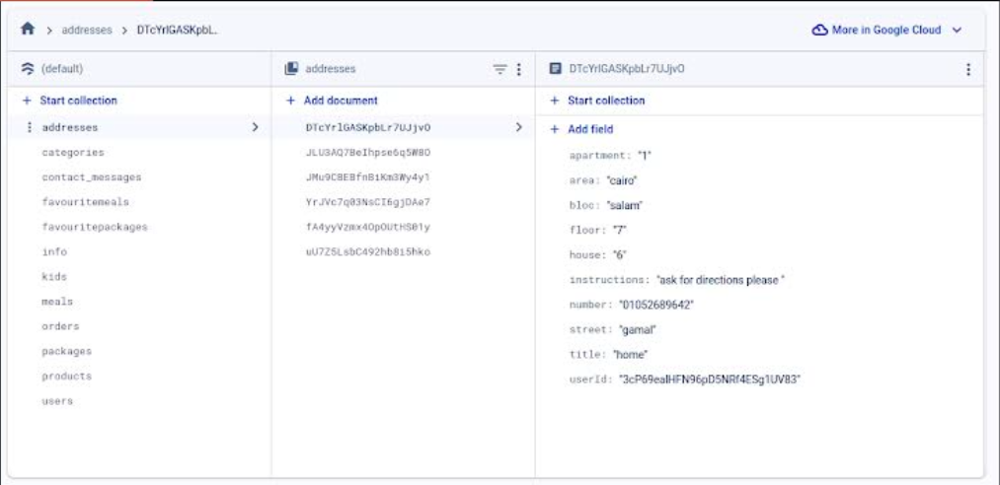 addresses > DTcYrlGASKpbL..
More in Google Cloud
(default)
+ Start collection
addresses
categories
contact_messages
favouritemeals
favouritepackages
info
kids
meals
orders
packages
products
users
addresses
+ Add document
DTcYrlGASKpbLr7UJjvO
JLU3AQ7BeIhpse6q5W8O
JMu9CBEBfnBiKm3Wy4y1
YrJVc7q03NsCI6gjDAe7
fA4yyVzmx4OpOUtHS01y
uU7Z5LsbC492hb8i5hko
DTcYrlGASKpbLr7UJjvO
+ Start collection
+ Add field
apartment: "1"
area: "cairo"
bloc: "salam"
floor: "7"
house: "6"
instructions: "ask for directions please "
number: "01052689642"
street: "gamal"
title: "home"
userId: "3cP69ealHFN96pD5NRf4ESg1UV83"